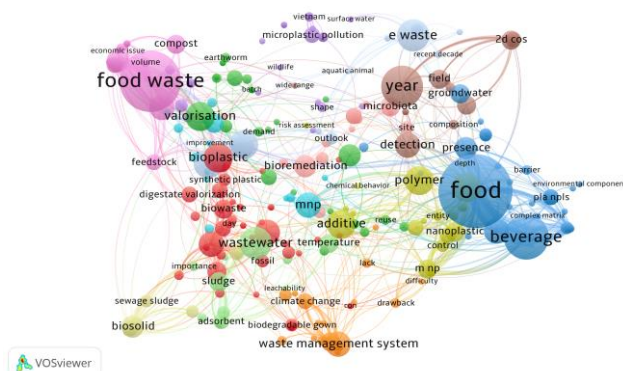 vietnam
surface water
microplastic pollution
e waste
2d cos
recent decade
economic issue
compost
volume
food waste
earthworm
wildlife
wide range
batch
aquatic animal
year
field
groundwater
shape
microbiota
valorisation
risk assessment
site
composition
demand
outlook
detection
presence
improvement
bioplastic
bioremediation
depth
feedstock
barrier
synthetic plastic
chemical behavior
polymer
food
environmental component
digestate valorization
pla npls
biowaste
mnp
entity
complex matrix
day
additive
reuse
nanoplastic
beverage
wastewater
temperature
control
importance
fossil
lack
m np
sludge
leachability
difficulty
sewage sludge
climate change
con
drawback
biosolid
adsorbent
biodegradable gown
waste management system
VOSviewer